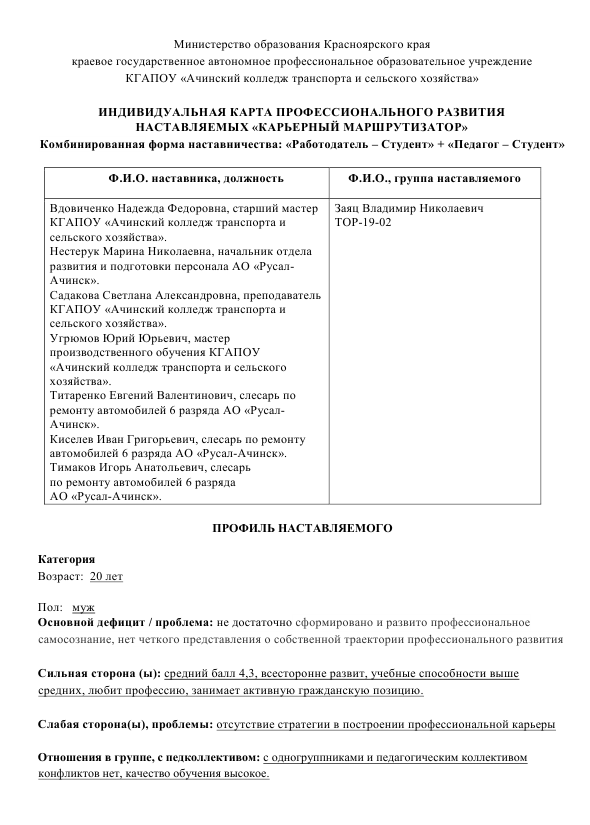 Министерство образования Красноярского края
краевое государственное автономное профессиональное образовательное учреждение
КГАПОУ «Ачинский колледж транспорта и сельского хозяйства»
ИНДИВИДУАЛЬНАЯ КАРТА ПРОФЕССИОНАЛЬНОГО РАЗВИТИЯ
НАСТАВЛЯЕМЫХ «КАРЬЕРНЫЙ МАРШРУТИЗАТОР»
Комбинированная форма наставничества: «Работодатель – Студент» + «Педагог – Студент»
Ф.И.О. наставника, должность
Ф.И.О., группа наставляемого
Вдовиченко Надежда Федоровна, старший мастер
КГАПОУ «Ачинский колледж транспорта и
сельского хозяйства».
Нестерук Марина Николаевна, начальник отдела
развития и подготовки персонала АО «Русал-
Ачинск».
Садакова Светлана Александровна, преподаватель
КГАПОУ «Ачинский колледж транспорта и
сельского хозяйства».
Угрюмов Юрий Юрьевич, мастер
производственного обучения КГАПОУ
«Ачинский колледж транспорта и сельского
хозяйства».
Титаренко Евгений Валентинович, слесарь по
ремонту автомобилей 6 разряда АО «Русал-
Ачинск».
Киселев Иван Григорьевич, слесарь по ремонту
автомобилей 6 разряда АО «Русал-Ачинск».
Тимаков Игорь Анатольевич, слесарь
по ремонту автомобилей 6 разряда
АО «Русал-Ачинск».
Заяц Владимир Николаевич
ТОР-19-02
ПРОФИЛЬ НАСТАВЛЯЕМОГО
Категория
Возраст: 20 лет
Пол: муж
Основной дефицит / проблема: не достаточно сформировано и развито профессиональное
самосознание, нет четкого представления о собственной траектории профессионального развития
Сильная сторона (ы): средний балл 4,3, всесторонне развит, учебные способности выше
средних, любит профессию, занимает активную гражданскую позицию.
Слабая сторона(ы), проблемы: отсутствие стратегии в построении профессиональной карьеры
Отношения в группе, с педколлективом: с одногруппниками и педагогическим коллективом
конфликтов нет, качество обучения высокое.